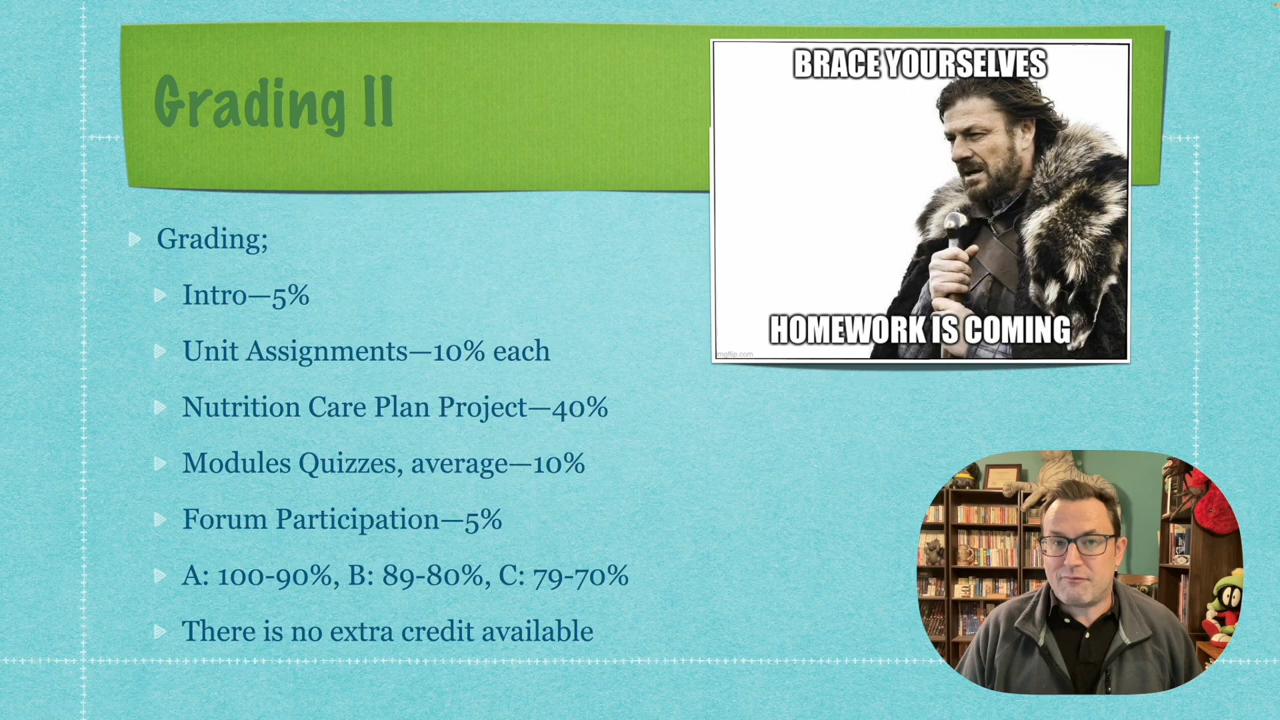 Grading II
BRACE YOURSELVES
HOMEWORK IS COMING
imgflip.com
Grading;
Intro—5%
Unit Assignments—10% each
Nutrition Care Plan Project—40%
Modules Quizzes, average—10%
Forum Participation—5%
A: 100-90%, B: 89-80%, C: 79-70%
There is no extra credit available